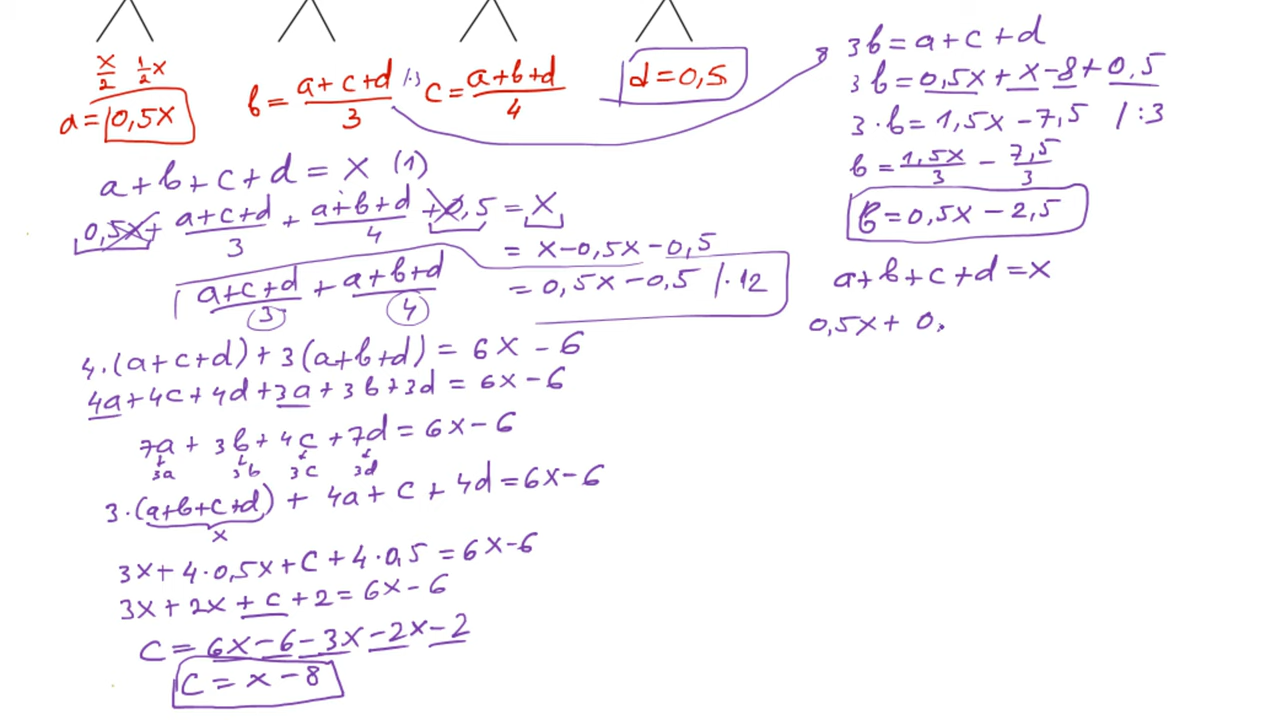 x/2 1/2x
a = 0,5x
b = (a+c+d)/3 /·3
c = (a+b+d)/4
d = 0,5
a+b+c+d = x (1)
0,5x + (a+c+d)/3 + (a+b+d)/4 + 0,5 = x
= x-0,5x-0,5
(a+c+d)/3 + (a+b+d)/4 = 0,5x-0,5 /·12
4·(a+c+d)+3(a+b+d) = 6x - 6
4a+4c+4d+3a+3b+3d = 6x-6
7a + 3b + 4c + 7d = 6x-6
3a 3b 3c 3d
3·(a+b+c+d) + 4a + c + 4d = 6x-6
x
3x+4·0,5x+c+4·0,5 = 6x-6
3x+2x+c+2 = 6x-6
c = 6x-6-3x-2x-2
c = x-8
3b = a+c+d
3b = 0,5x+x-8+0,5
3·b = 1,5x-7,5 /:3
b = 1,5x/3 - 7,5/3
b = 0,5x-2,5
a+b+c+d = x
0,5x + 0,